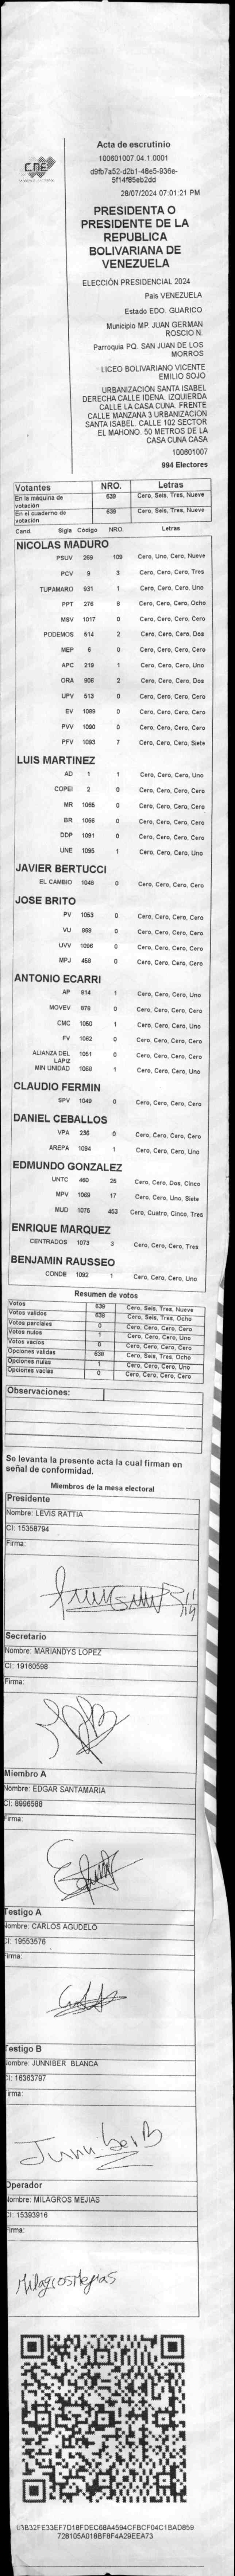 CNE
Acta de escrutinio
100601007.04.1.0001
d9fb7a52-d2b1-48e5-936e-
5f14f85eb2dd
28/07/2024 07:01:21 PM
PRESIDENTA O
PRESIDENTE DE LA
REPUBLICA
BOLIVARIANA DE
VENEZUELA
ELECCIÓN PRESIDENCIAL 2024
País VENEZUELA
Estado EDO. GUARICO
Municipio MP. JUAN GERMAN
ROSCIO N.
Parroquia PQ. SAN JUAN DE LOS
MORROS
LICEO BOLIVARIANO VICENTE
EMILIO SOJO
URBANIZACIÓN SANTA ISABEL
DERECHA CALLE IDENA. IZQUIERDA
CALLE LA CASA CUNA. FRENTE
CALLE MANZANA 3 URBANIZACION
SANTA ISABEL. CALLE 102 SECTOR
EL MAHONO. 50 METROS DE LA
CASA CUNA CASA
100601007
994 Electores
Votantes NRO. Letras
En la máquina de votación 639 Cero, Seis, Tres, Nueve
En el cuaderno de votación 639 Cero, Seis, Tres, Nueve
Cand. Sigla Código NRO. Letras
NICOLAS MADURO
PSUV 269 109 Cero, Uno, Cero, Nueve
PCV 9 3 Cero, Cero, Cero, Tres
TUPAMARO 931 1 Cero, Cero, Cero, Uno
PPT 276 8 Cero, Cero, Cero, Ocho
MSV 1017 0 Cero, Cero, Cero, Cero
PODEMOS 514 2 Cero, Cero, Cero, Dos
MEP 6 0 Cero, Cero, Cero, Cero
APC 219 1 Cero, Cero, Cero, Uno
ORA 906 2 Cero, Cero, Cero, Dos
UPV 513 0 Cero, Cero, Cero, Cero
EV 1089 0 Cero, Cero, Cero, Cero
PVV 1090 0 Cero, Cero, Cero, Cero
PFV 1093 7 Cero, Cero, Cero, Siete
LUIS MARTINEZ
AD 1 1 Cero, Cero, Cero, Uno
COPEI 2 0 Cero, Cero, Cero, Cero
MR 1065 0 Cero, Cero, Cero, Cero
BR 1066 0 Cero, Cero, Cero, Cero
DDP 1091 0 Cero, Cero, Cero, Cero
UNE 1095 1 Cero, Cero, Cero, Uno
JAVIER BERTUCCI
EL CAMBIO 1048 0 Cero, Cero, Cero, Cero
JOSE BRITO
PV 1053 0 Cero, Cero, Cero, Cero
VU 868 0 Cero, Cero, Cero, Cero
UVV 1096 0 Cero, Cero, Cero, Cero
MPJ 458 0 Cero, Cero, Cero, Cero
ANTONIO ECARRI
AP 814 1 Cero, Cero, Cero, Uno
MOVEV 878 0 Cero, Cero, Cero, Cero
CMC 1050 1 Cero, Cero, Cero, Uno
FV 1062 0 Cero, Cero, Cero, Cero
ALIANZA DEL LAPIZ 1051 0 Cero, Cero, Cero, Cero
MIN UNIDAD 1068 1 Cero, Cero, Cero, Uno
CLAUDIO FERMIN
SPV 1049 0 Cero, Cero, Cero, Cero
DANIEL CEBALLOS
VPA 236 0 Cero, Cero, Cero, Cero
AREPA 1094 1 Cero, Cero, Cero, Uno
EDMUNDO GONZALEZ
UNTC 460 25 Cero, Cero, Dos, Cinco
MPV 1069 17 Cero, Cero, Uno, Siete
MUD 1075 453 Cero, Cuatro, Cinco, Tres
ENRIQUE MARQUEZ
CENTRADOS 1073 3 Cero, Cero, Cero, Tres
BENJAMIN RAUSSEO
CONDE 1092 1 Cero, Cero, Cero, Uno
Resumen de votos
Votos 639 Cero, Seis, Tres, Nueve
Votos validos 638 Cero, Seis, Tres, Ocho
Votos parciales 0 Cero, Cero, Cero, Cero
Votos nulos 1 Cero, Cero, Cero, Uno
Votos vacíos 0 Cero, Cero, Cero, Cero
Opciones validas 638 Cero, Seis, Tres, Ocho
Opciones nulas 1 Cero, Cero, Cero, Uno
Opciones vacías 0 Cero, Cero, Cero, Cero
Observaciones:
Se levanta la presente acta la cual firman en
señal de conformidad.
Miembros de la mesa electoral
Presidente
Nombre: LEVIS RATTIA
CI: 15358794
Firma:
Secretario
Nombre: MARIANDYS LOPEZ
CI: 19160598
Firma:
Miembro A
Nombre: EDGAR SANTAMARIA
CI: 8996588
Firma:
Testigo A
Nombre: CARLOS AGUDELO
CI: 19553576
Firma:
Testigo B
Nombre: JUNNIBER BLANCA
CI: 16363797
Firma:
JunniberB
Operador
Nombre: MILAGROS MEJIAS
CI: 15393916
Firma:
Milagros Mejias
728105A018BF8F4A29EEA73